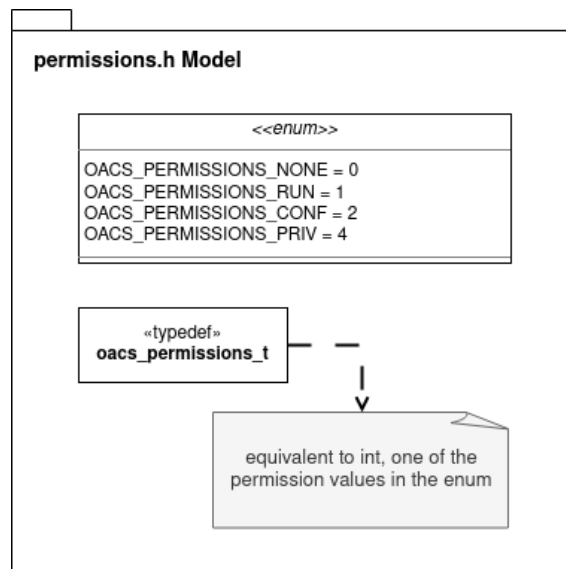 permissions.h Model
<<enum>>
OACS_PERMISSIONS_NONE = 0
OACS_PERMISSIONS_RUN = 1
OACS_PERMISSIONS_CONF = 2
OACS_PERMISSIONS_PRIV = 4
«typedef»
oacs_permissions_t
equivalent to int, one of the
permission values in the enum